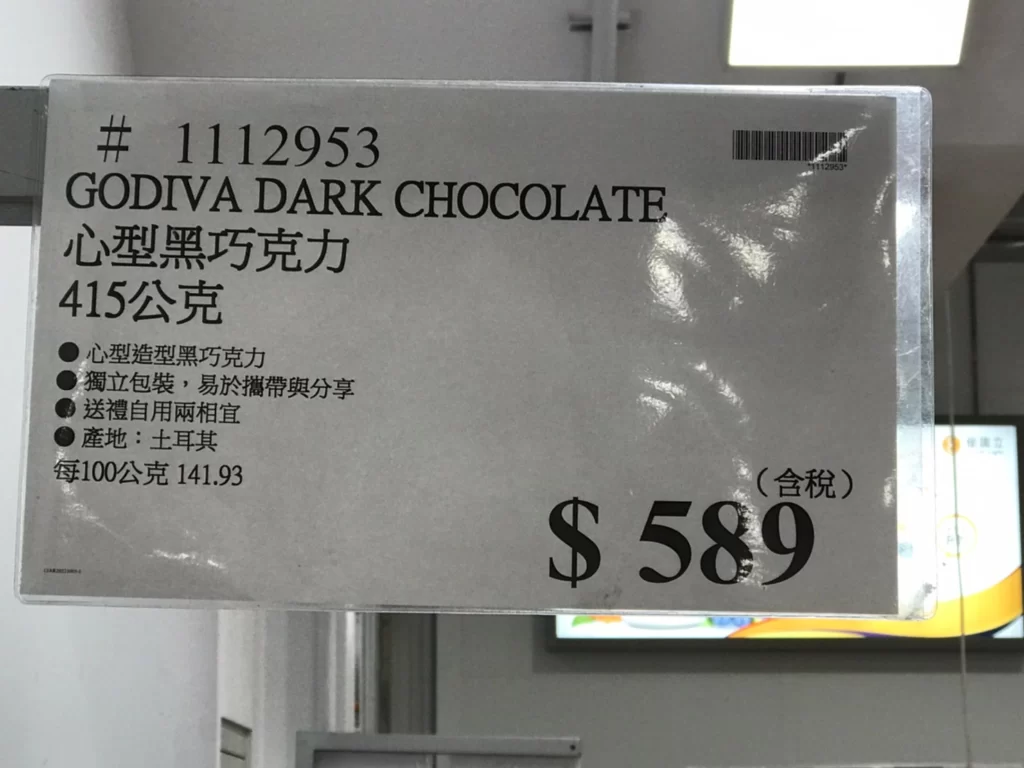 # 1112953
*1112953*
GODIVA DARK CHOCOLATE
心型黑巧克力
415公克
● 心型造型黑巧克力
● 獨立包裝，易於攜帶與分享
● 送禮自用兩相宜
● 產地：土耳其
每100公克 141.93
（含稅）
$ 589